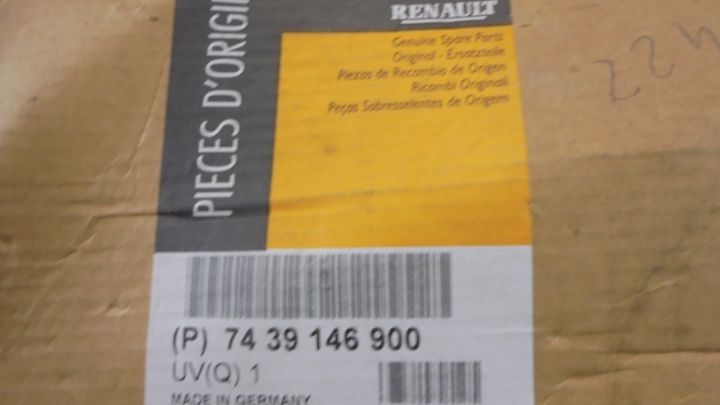 RENAULT
PIECES D'ORIGI
Genuine Spare Parts
Original - Ersatzteile
Piezas de Recambio de Origen
Ricambi Originali
Peças Sobresselentes de Origem
(P) 74 39 146 900
UV(Q) 1
MADE IN GERMANY